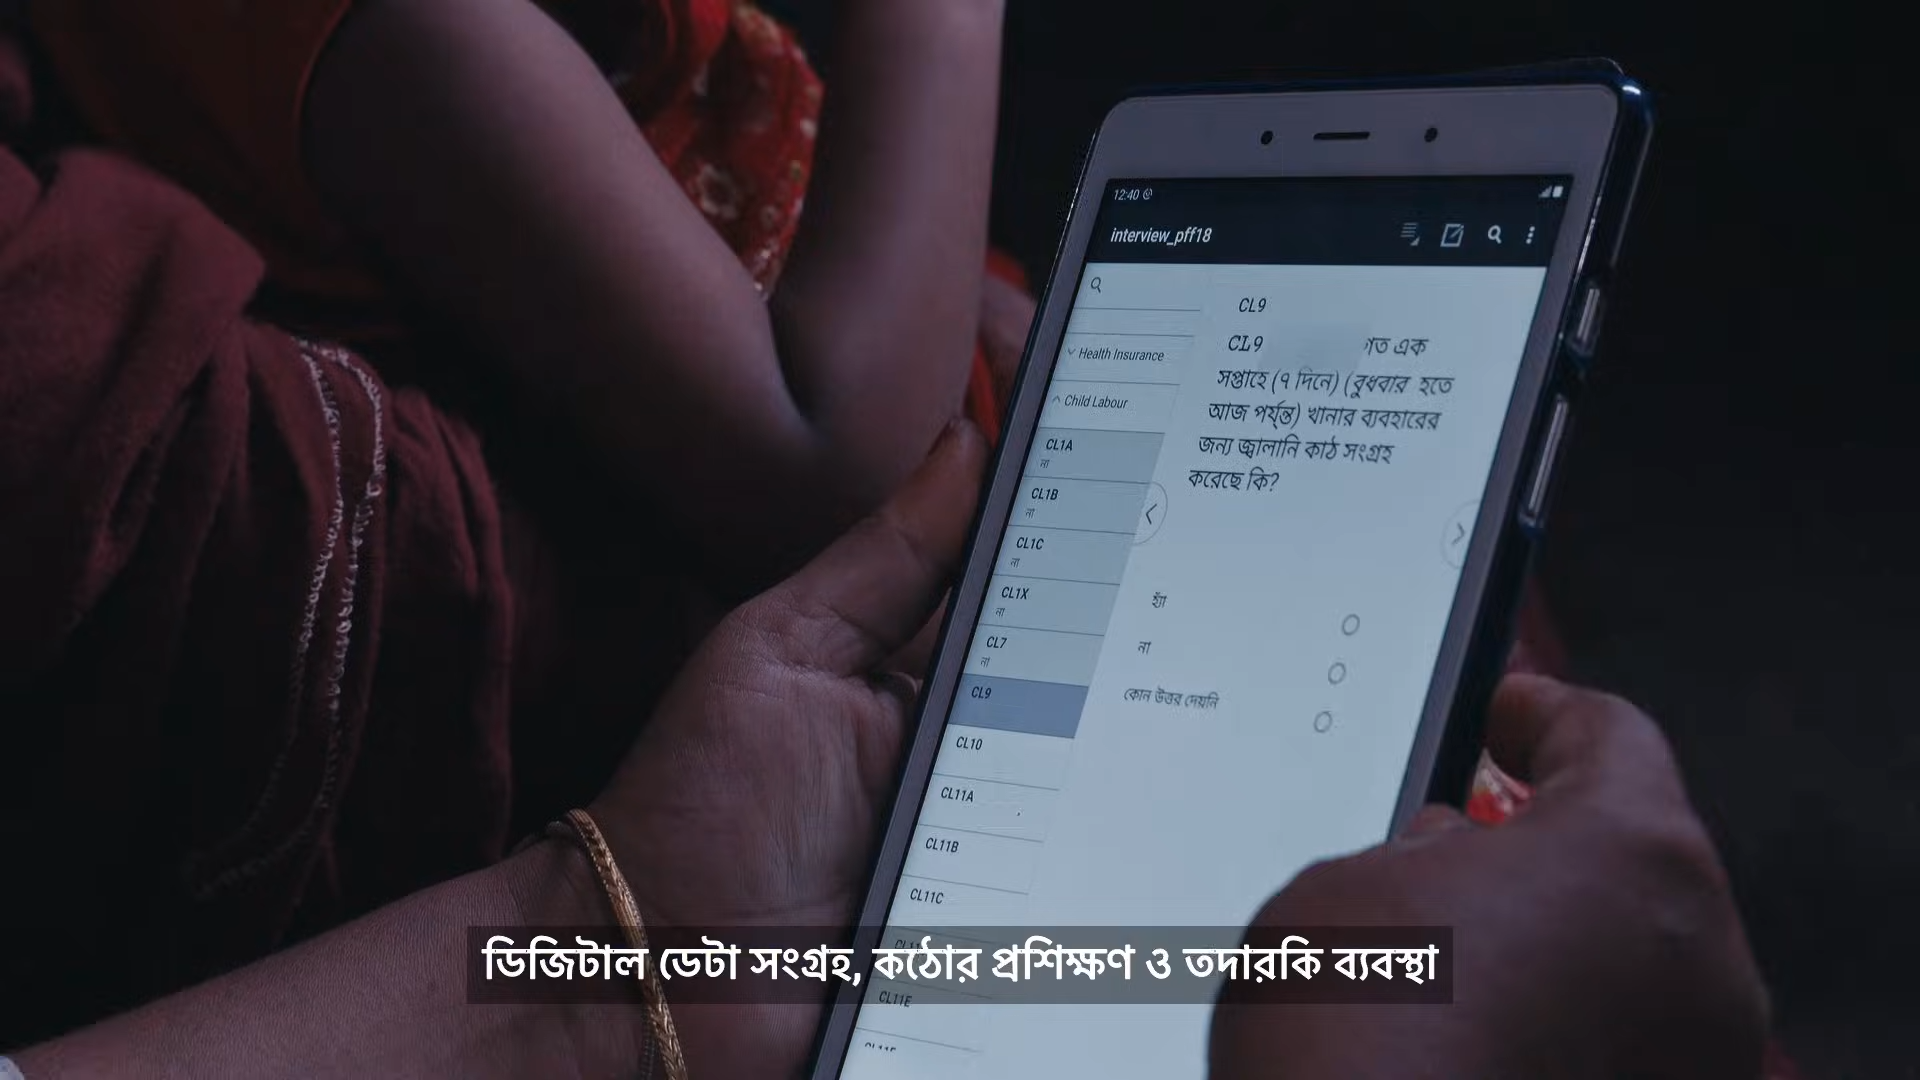 12:40
interview_pff18
Health Insurance
Child Labour
CL1A
না
CL1B
না
CL1C
না
CL1X
না
CL7
না
CL9
CL10
CL11A
CL11B
CL11C
CL11E
CL9
CL9 গত এক
সপ্তাহে (৭ দিনে) (বুধবার হতে
আজ পর্যন্ত) খানার ব্যবহারের
জন্য জ্বালানি কাঠ সংগ্রহ
করেছে কি?
হ্যাঁ
না
কোন উত্তর দেয়নি
ডিজিটাল ডেটা সংগ্রহ, কঠোর প্রশিক্ষণ ও তদারকি ব্যবস্থা